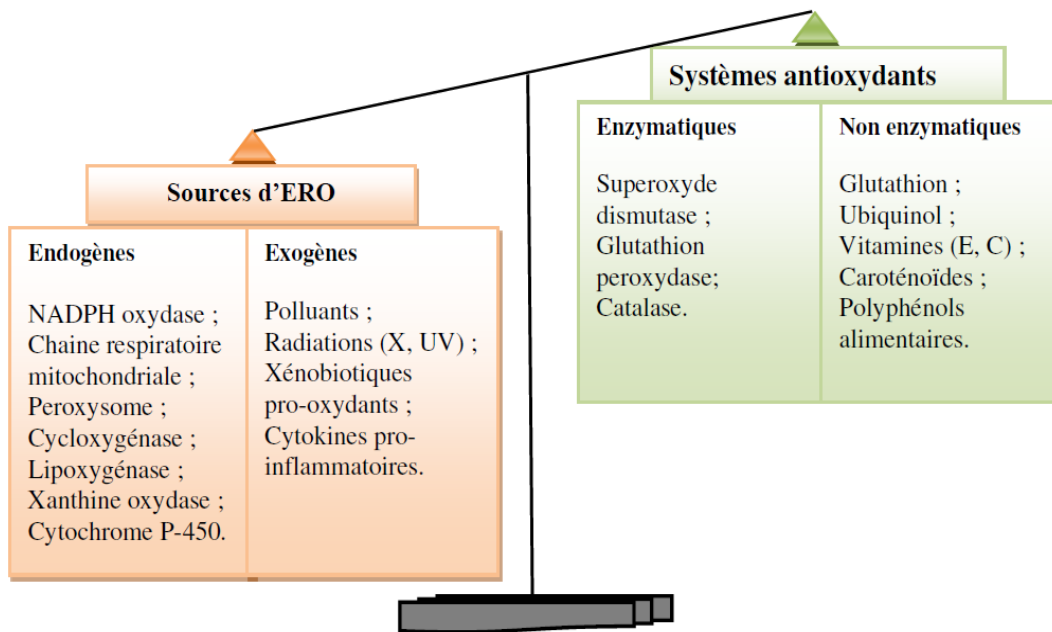 Systèmes antioxydants
Enzymatiques
Superoxyde
dismutase ;
Glutathion
peroxydase;
Catalase.
Non enzymatiques
Glutathion ;
Ubiquinol ;
Vitamines (E, C) ;
Caroténoïdes ;
Polyphénols
alimentaires.
Sources d’ERO
Endogènes
NADPH oxydase ;
Chaine respiratoire
mitochondriale ;
Peroxysome ;
Cycloxygénase ;
Lipoxygénase ;
Xanthine oxydase ;
Cytochrome P-450.
Exogènes
Polluants ;
Radiations (X, UV) ;
Xénobiotiques
pro-oxydants ;
Cytokines pro-
inflammatoires.